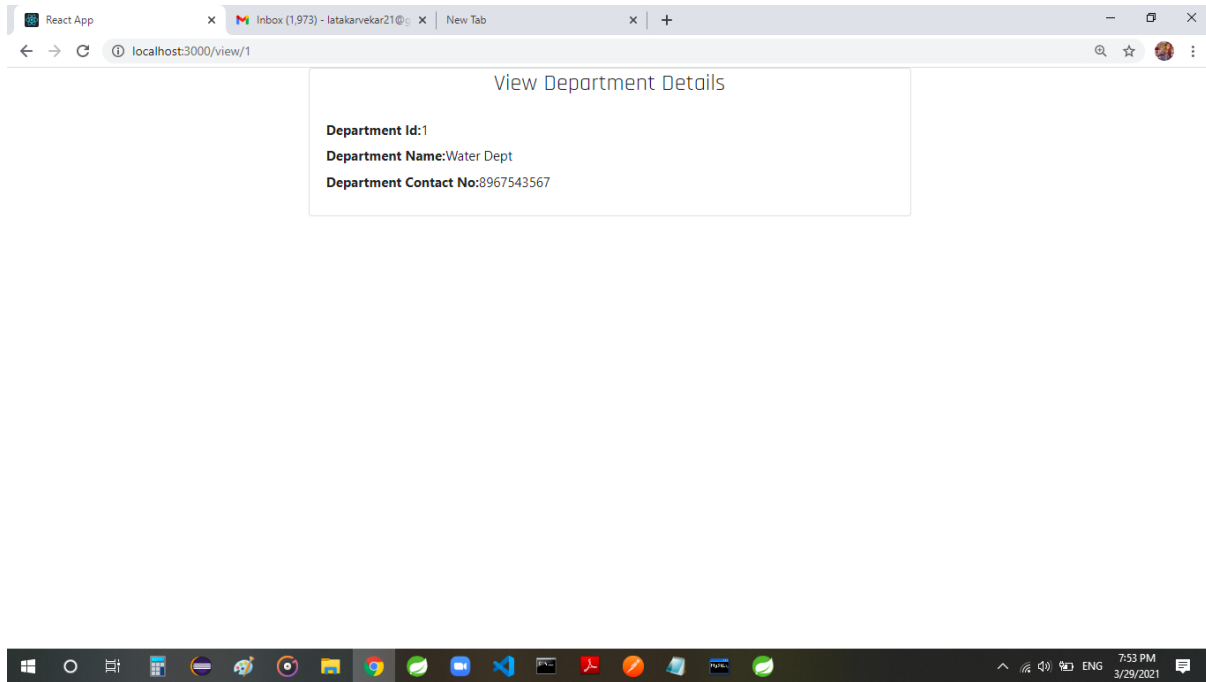 React App
Inbox (1,973) - latakarvekar21@g
New Tab
localhost:3000/view/1
View Department Details
Department Id:1
Department Name:Water Dept
Department Contact No:8967543567
ENG
7:53 PM
3/29/2021